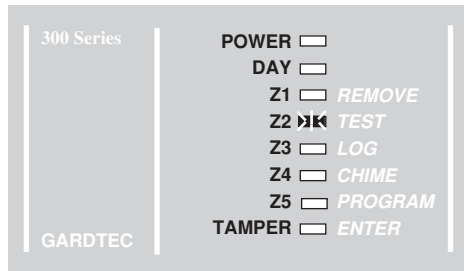 300 Series
POWER
DAY
Z1 REMOVE
Z2 TEST
Z3 LOG
Z4 CHIME
Z5 PROGRAM
TAMPER ENTER
GARDTEC